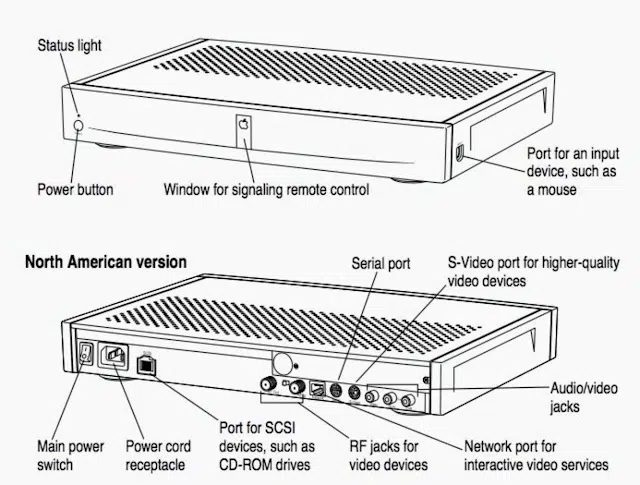 Status light
Power button
Window for signaling remote control
Port for an input
device, such as
a mouse
North American version
Serial port
S-Video port for higher-quality
video devices
Audio/video
jacks
Main power
switch
Power cord
receptacle
Port for SCSI
devices, such as
CD-ROM drives
RF jacks for
video devices
Network port for
interactive video services